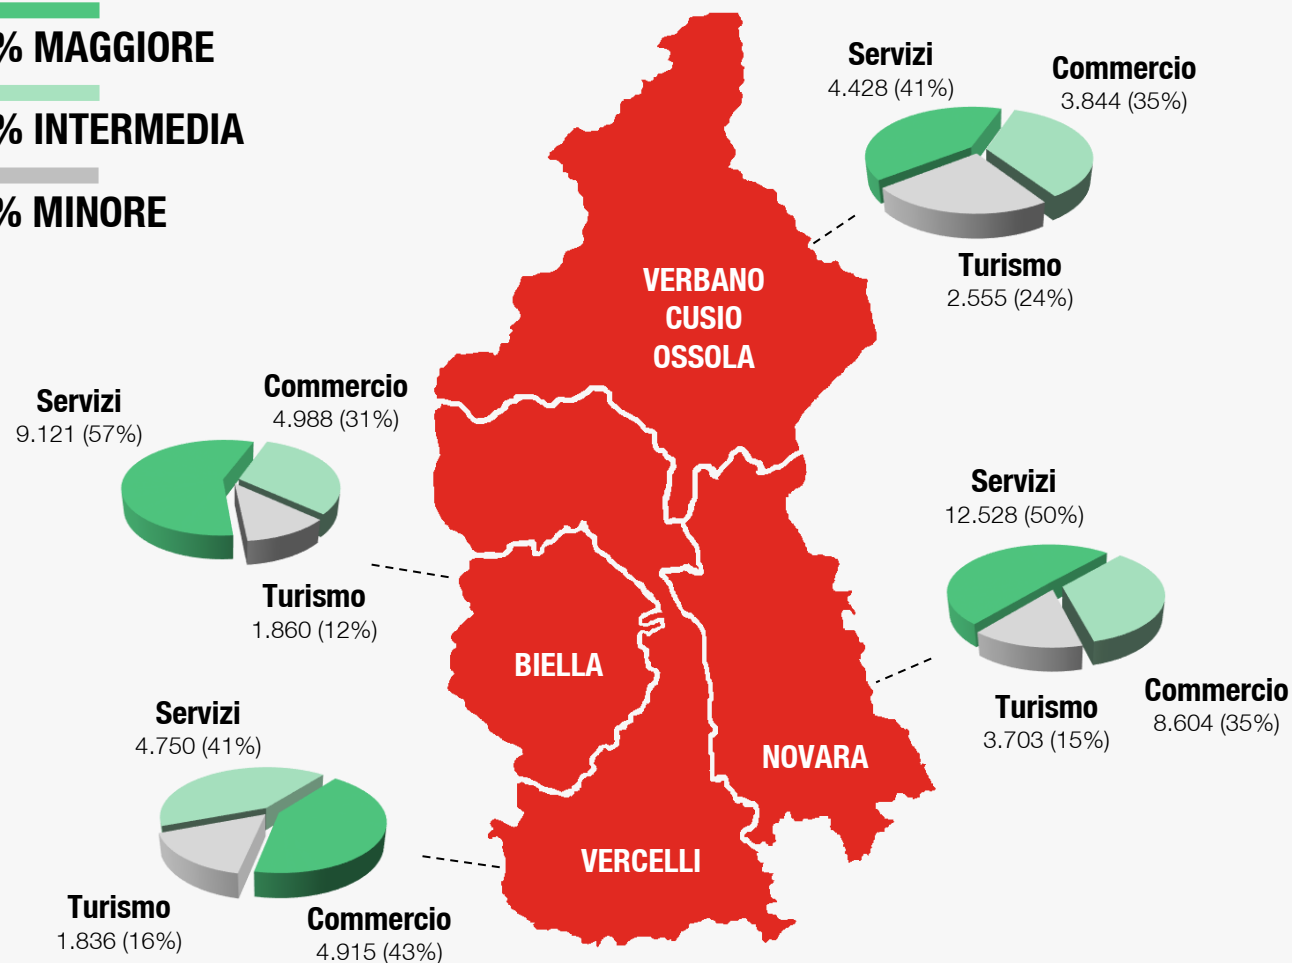 % MAGGIORE
% INTERMEDIA
% MINORE
Servizi
4.428 (41%)
Commercio
3.844 (35%)
Turismo
2.555 (24%)
VERBANO
CUSIO
OSSOLA
Servizi
9.121 (57%)
Commercio
4.988 (31%)
Turismo
1.860 (12%)
BIELLA
Servizi
12.528 (50%)
Commercio
8.604 (35%)
Turismo
3.703 (15%)
NOVARA
Servizi
4.750 (41%)
Turismo
1.836 (16%)
Commercio
4.915 (43%)
VERCELLI